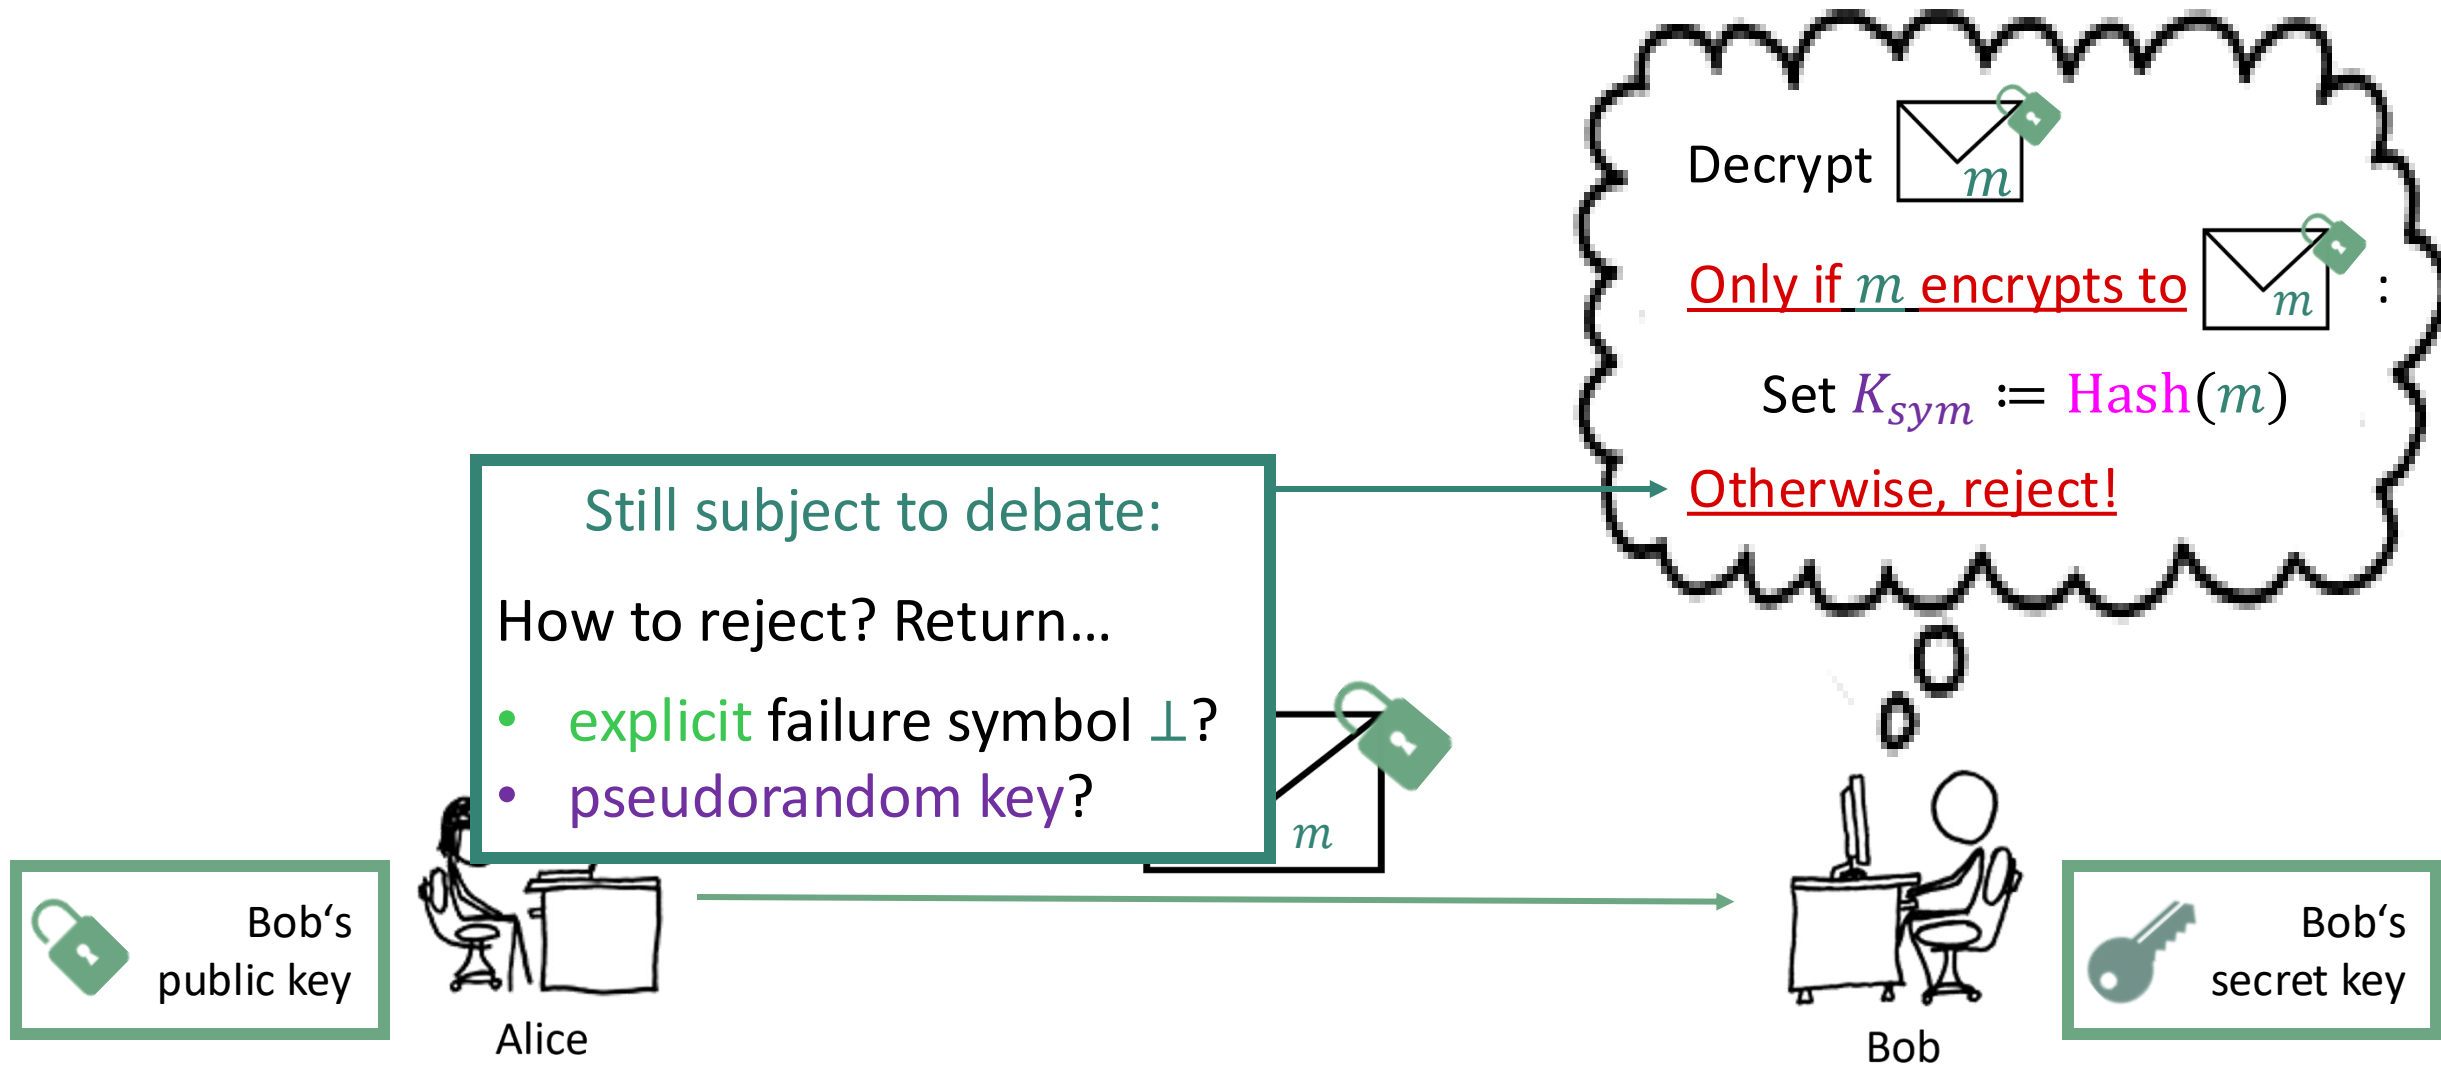 Decrypt
m
Only if m encrypts to
m
:
Set K_sym := Hash(m)
Otherwise, reject!
Still subject to debate:
How to reject? Return…
• explicit failure symbol ⊥?
• pseudorandom key?
m
Bob‘s
public key
Alice
Bob
Bob‘s
secret key